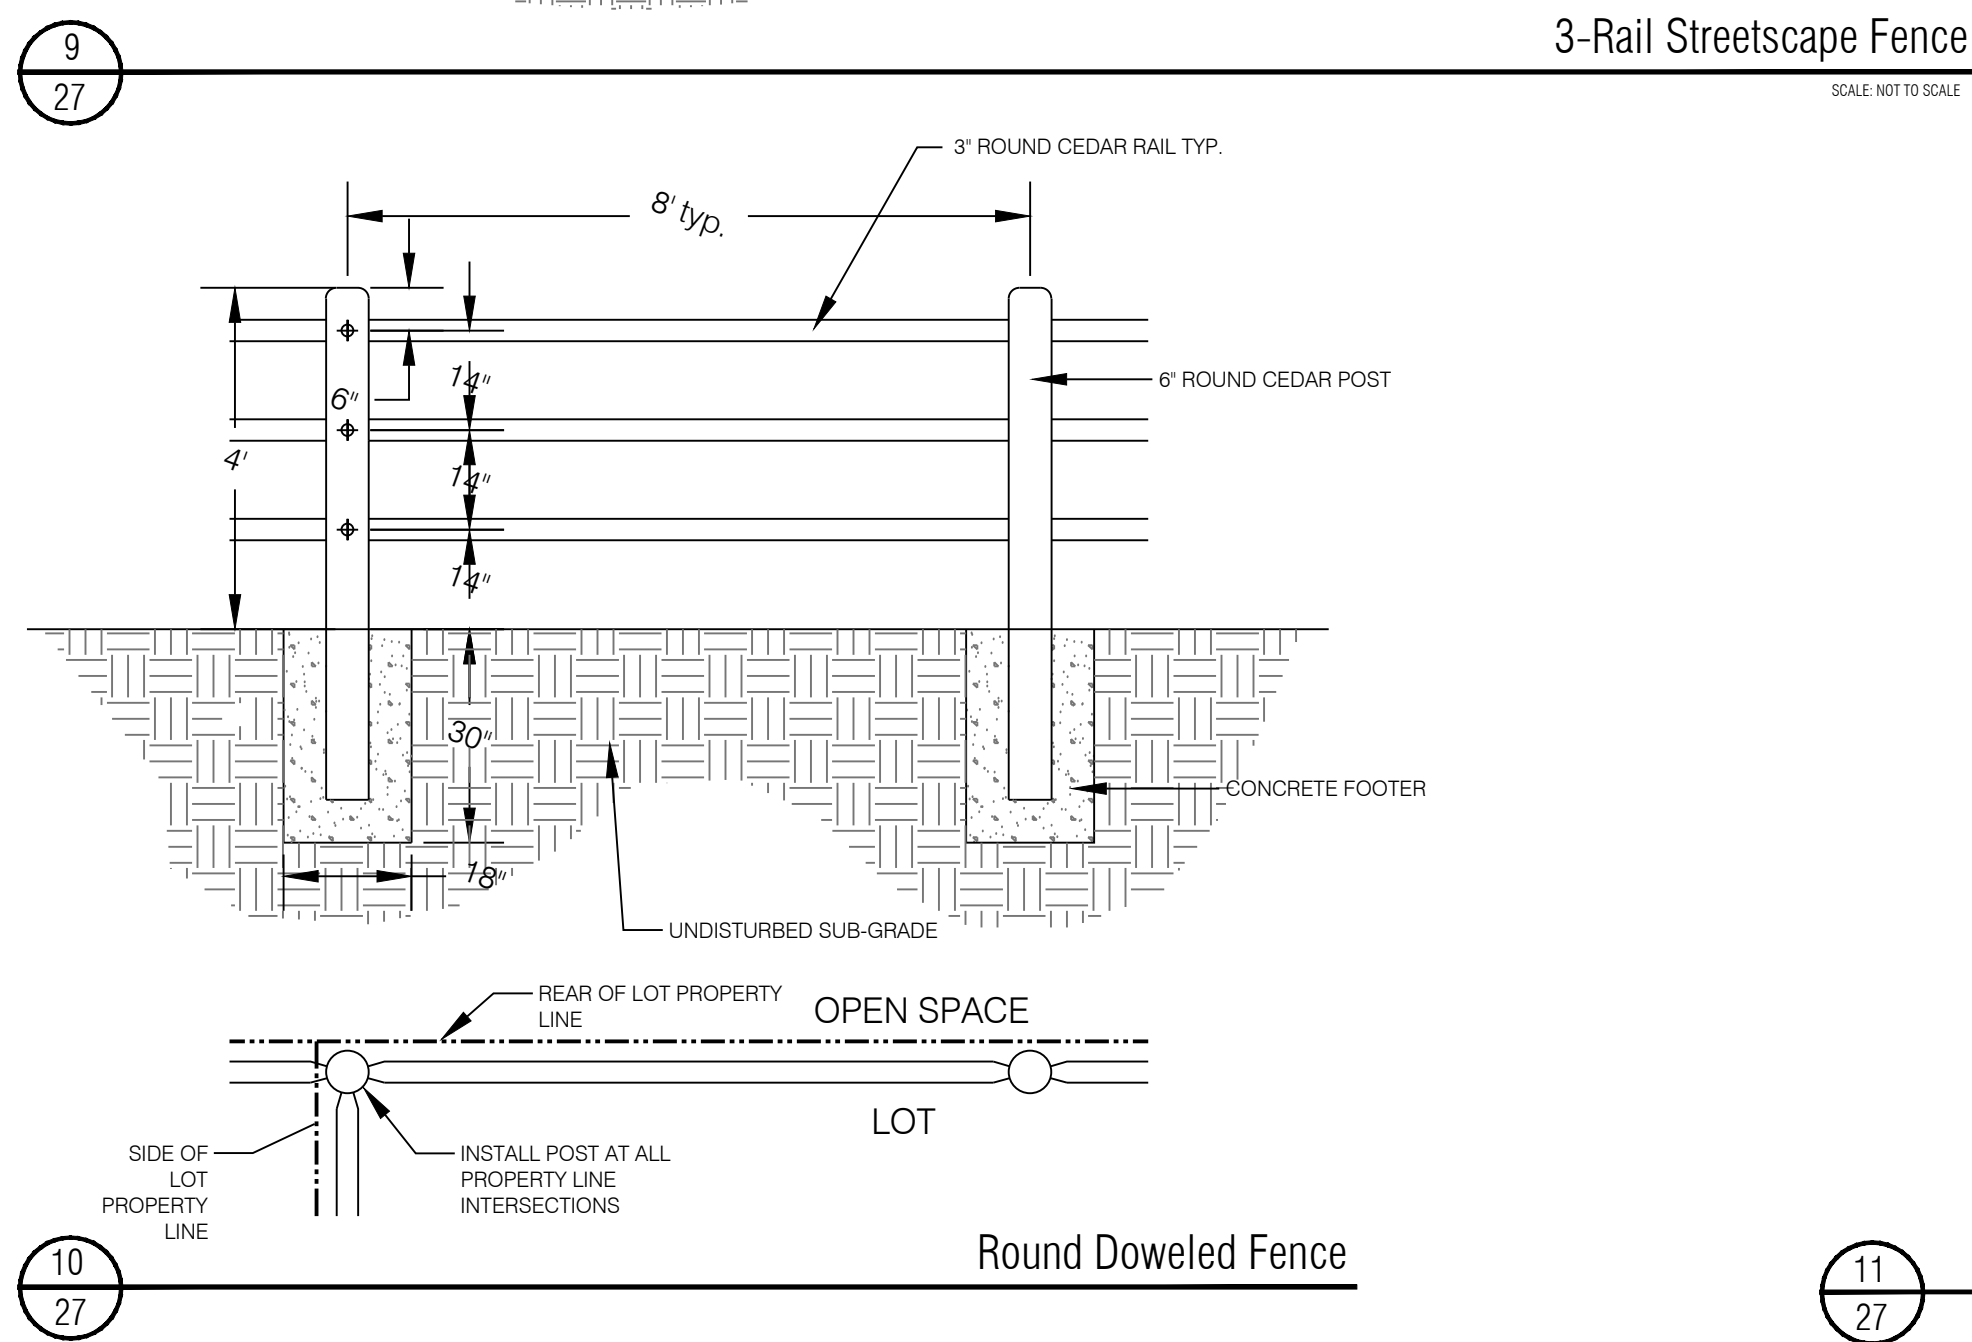 9
27
3-Rail Streetscape Fence
SCALE: NOT TO SCALE
3" ROUND CEDAR RAIL TYP.
8' typ.
6" ROUND CEDAR POST
14"
6"
4'
14"
14"
30"
CONCRETE FOOTER
18"
UNDISTURBED SUB-GRADE
REAR OF LOT PROPERTY
LINE
OPEN SPACE
LOT
SIDE OF
LOT
PROPERTY
LINE
INSTALL POST AT ALL
PROPERTY LINE
INTERSECTIONS
10
27
Round Doweled Fence
11
27